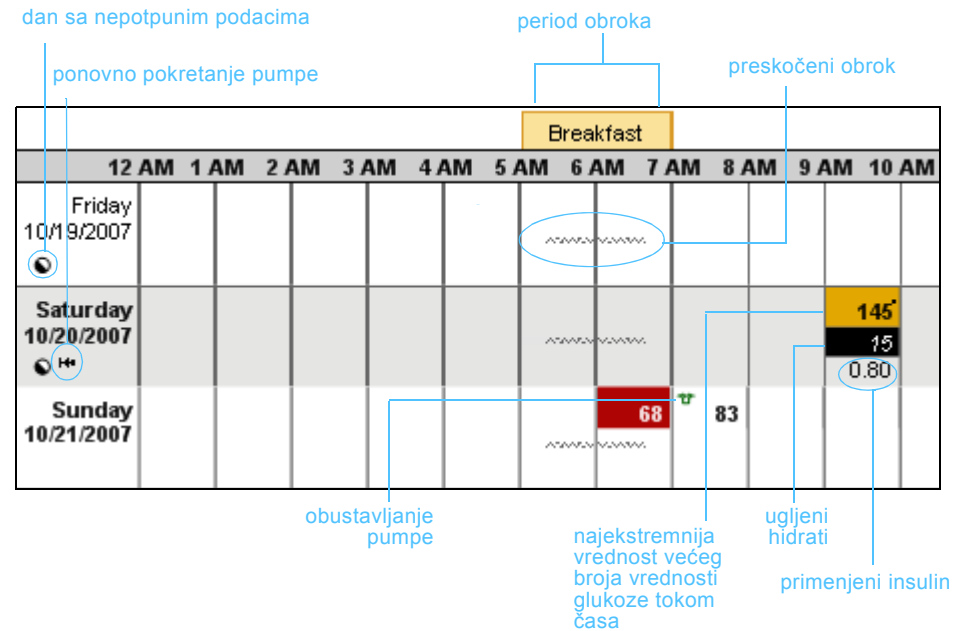 dan sa nepotpunim podacima
period obroka
ponovno pokretanje pumpe
preskočeni obrok
Breakfast
12 AM 1 AM 2 AM 3 AM 4 AM 5 AM 6 AM 7 AM 8 AM 9 AM 10 AM
Friday
10/19/2007
Saturday
10/20/2007
145
15
0.80
Sunday
10/21/2007
68
83
obustavljanje
pumpe
najekstremnija
vrednost većeg
broja vrednosti
glukoze tokom
časa
ugljeni
hidrati
primenjeni insulin